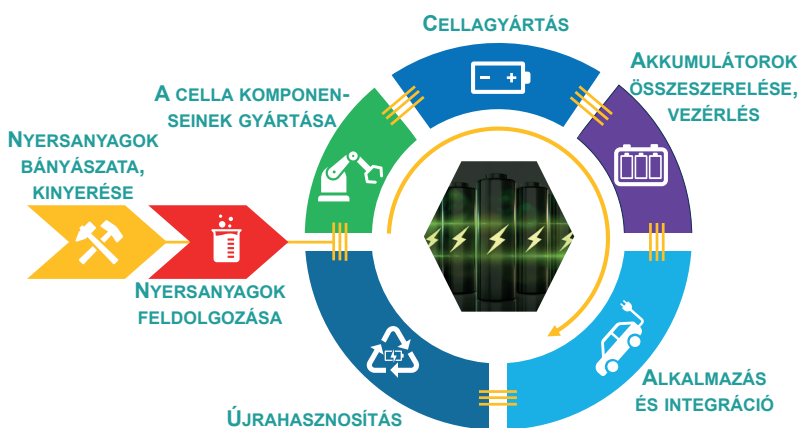 NYERSANYAGOK
BÁNYÁSZATA,
KINYERÉSE
NYERSANYAGOK
FELDOLGOZÁSA
A CELLA KOMPONEN-
SEINEK GYÁRTÁSA
CELLAGYÁRTÁS
AKKUMULÁTOROK
ÖSSZESZERELÉSE,
VEZÉRLÉS
ALKALMAZÁS
ÉS INTEGRÁCIÓ
ÚJRAHASZNOSÍTÁS